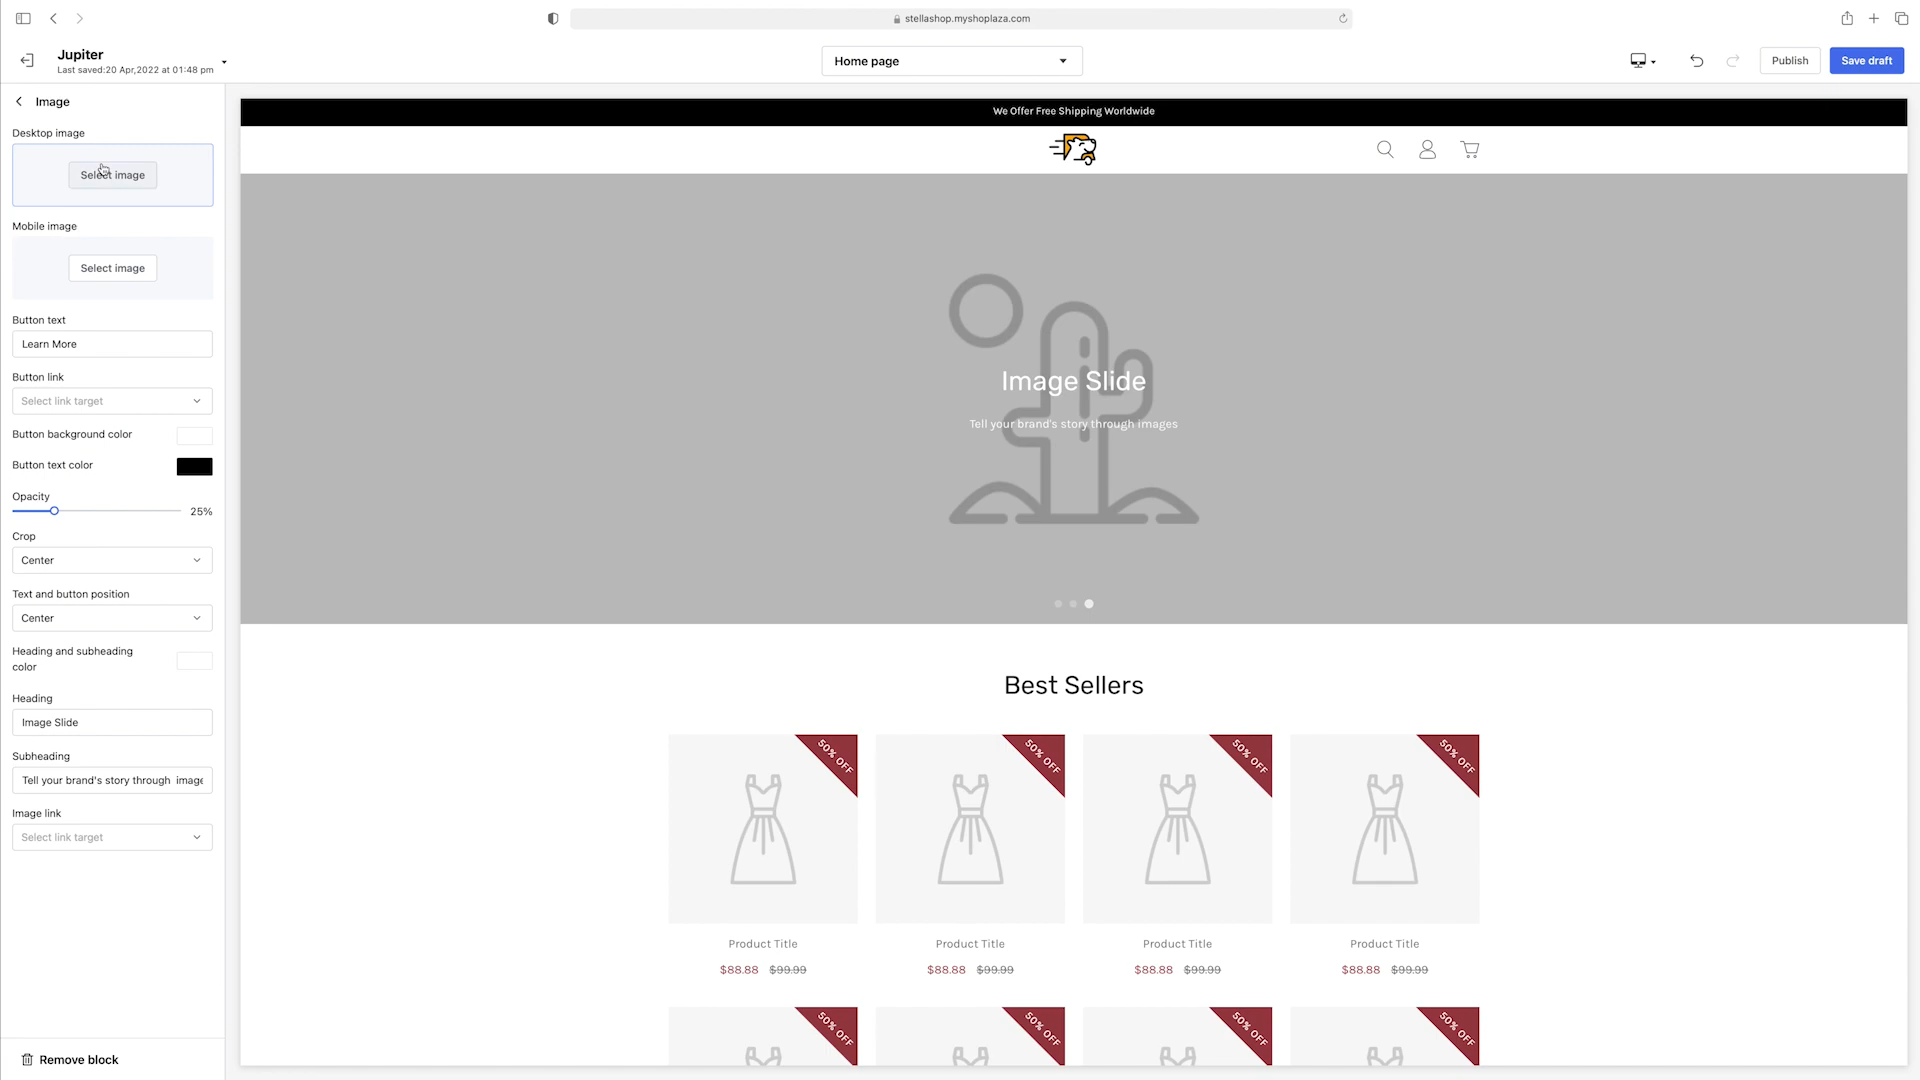 stellashop.myshoplaza.com
Jupiter
Last saved:20 Apr,2022 at 01:48 pm
Home page
Publish
Save draft
Image
Desktop image
Select image
Mobile image
Select image
Button text
Learn More
Button link
Select link target
Button background color
Button text color
Opacity
25%
Crop
Center
Text and button position
Center
Heading and subheading
color
Heading
Image Slide
Subheading
Tell your brand's story through  image
Image link
Select link target
Remove block
We Offer Free Shipping Worldwide
Image Slide
Tell your brand's story through images
Best Sellers
50% OFF
50% OFF
50% OFF
50% OFF
Product Title
Product Title
Product Title
Product Title
$88.88 $99.99
$88.88 $99.99
$88.88 $99.99
$88.88 $99.99
50% OFF
50% OFF
50% OFF
50% OFF